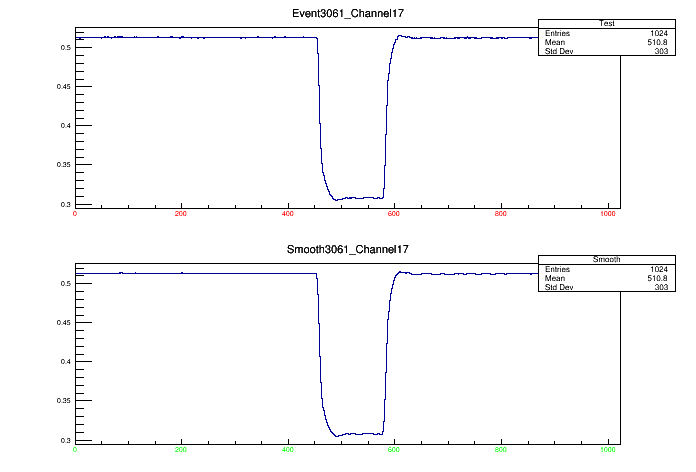 Event3061_Channel17
Test
Entries 1024
Mean 510.8
Std Dev 303
0.5
0.45
0.4
0.35
0.3
0 200 400 600 800 1000
Smooth3061_Channel17
Smooth
Entries 1024
Mean 510.8
Std Dev 303
0.5
0.45
0.4
0.35
0.3
0 200 400 600 800 1000